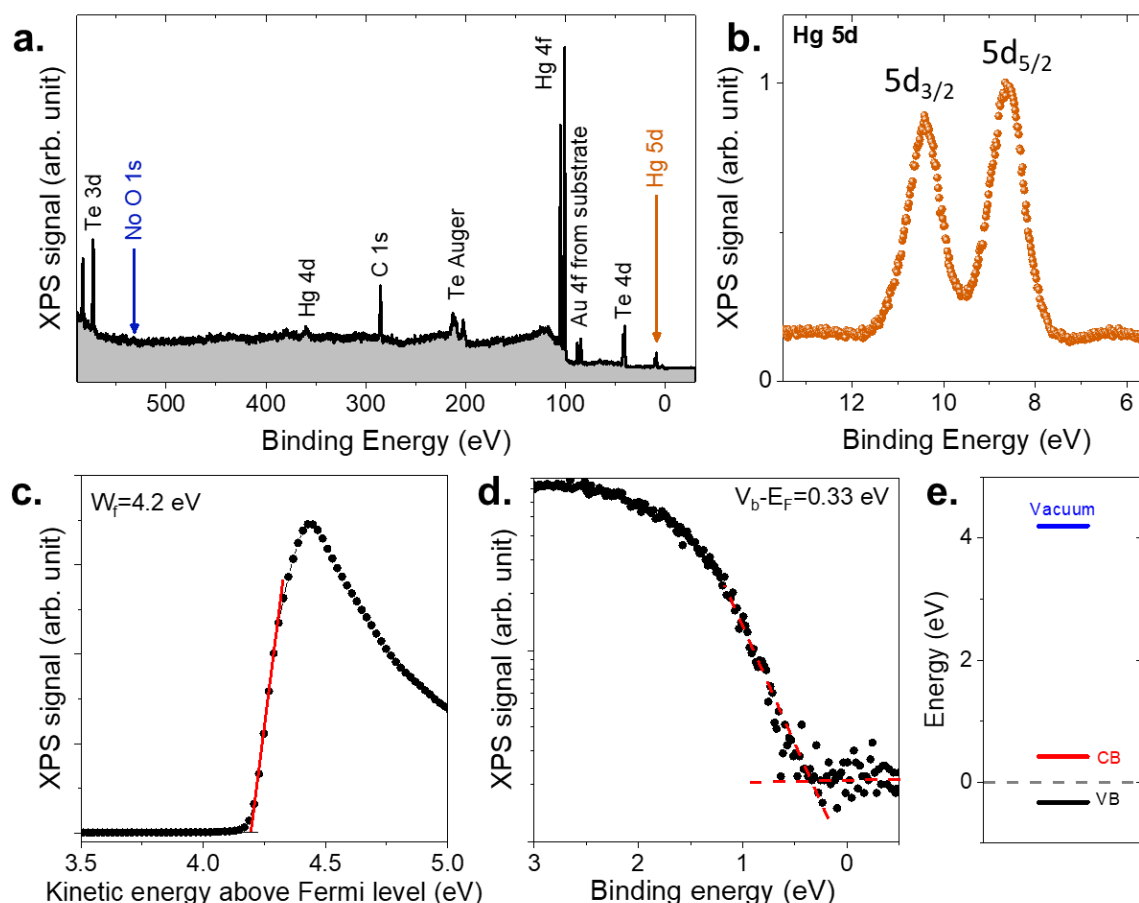 a.
XPS signal (arb. unit)
Te 3d
No O 1s
Hg 4d
C 1s
Te Auger
Hg 4f
Au 4f from substrate
Te 4d
Hg 5d
500 400 300 200 100 0
Binding Energy (eV)
b.
Hg 5d
5d3/2
5d5/2
XPS signal (arb. unit)
1
0
12 10 8 6
Binding Energy (eV)
c.
Wf=4.2 eV
XPS signal (arb. unit)
3.5 4.0 4.5 5.0
Kinetic energy above Fermi level (eV)
d.
Vb-EF=0.33 eV
XPS signal (arb. unit)
3 2 1 0
Binding energy (eV)
e.
Vacuum
Energy (eV)
4
2
0
CB
VB